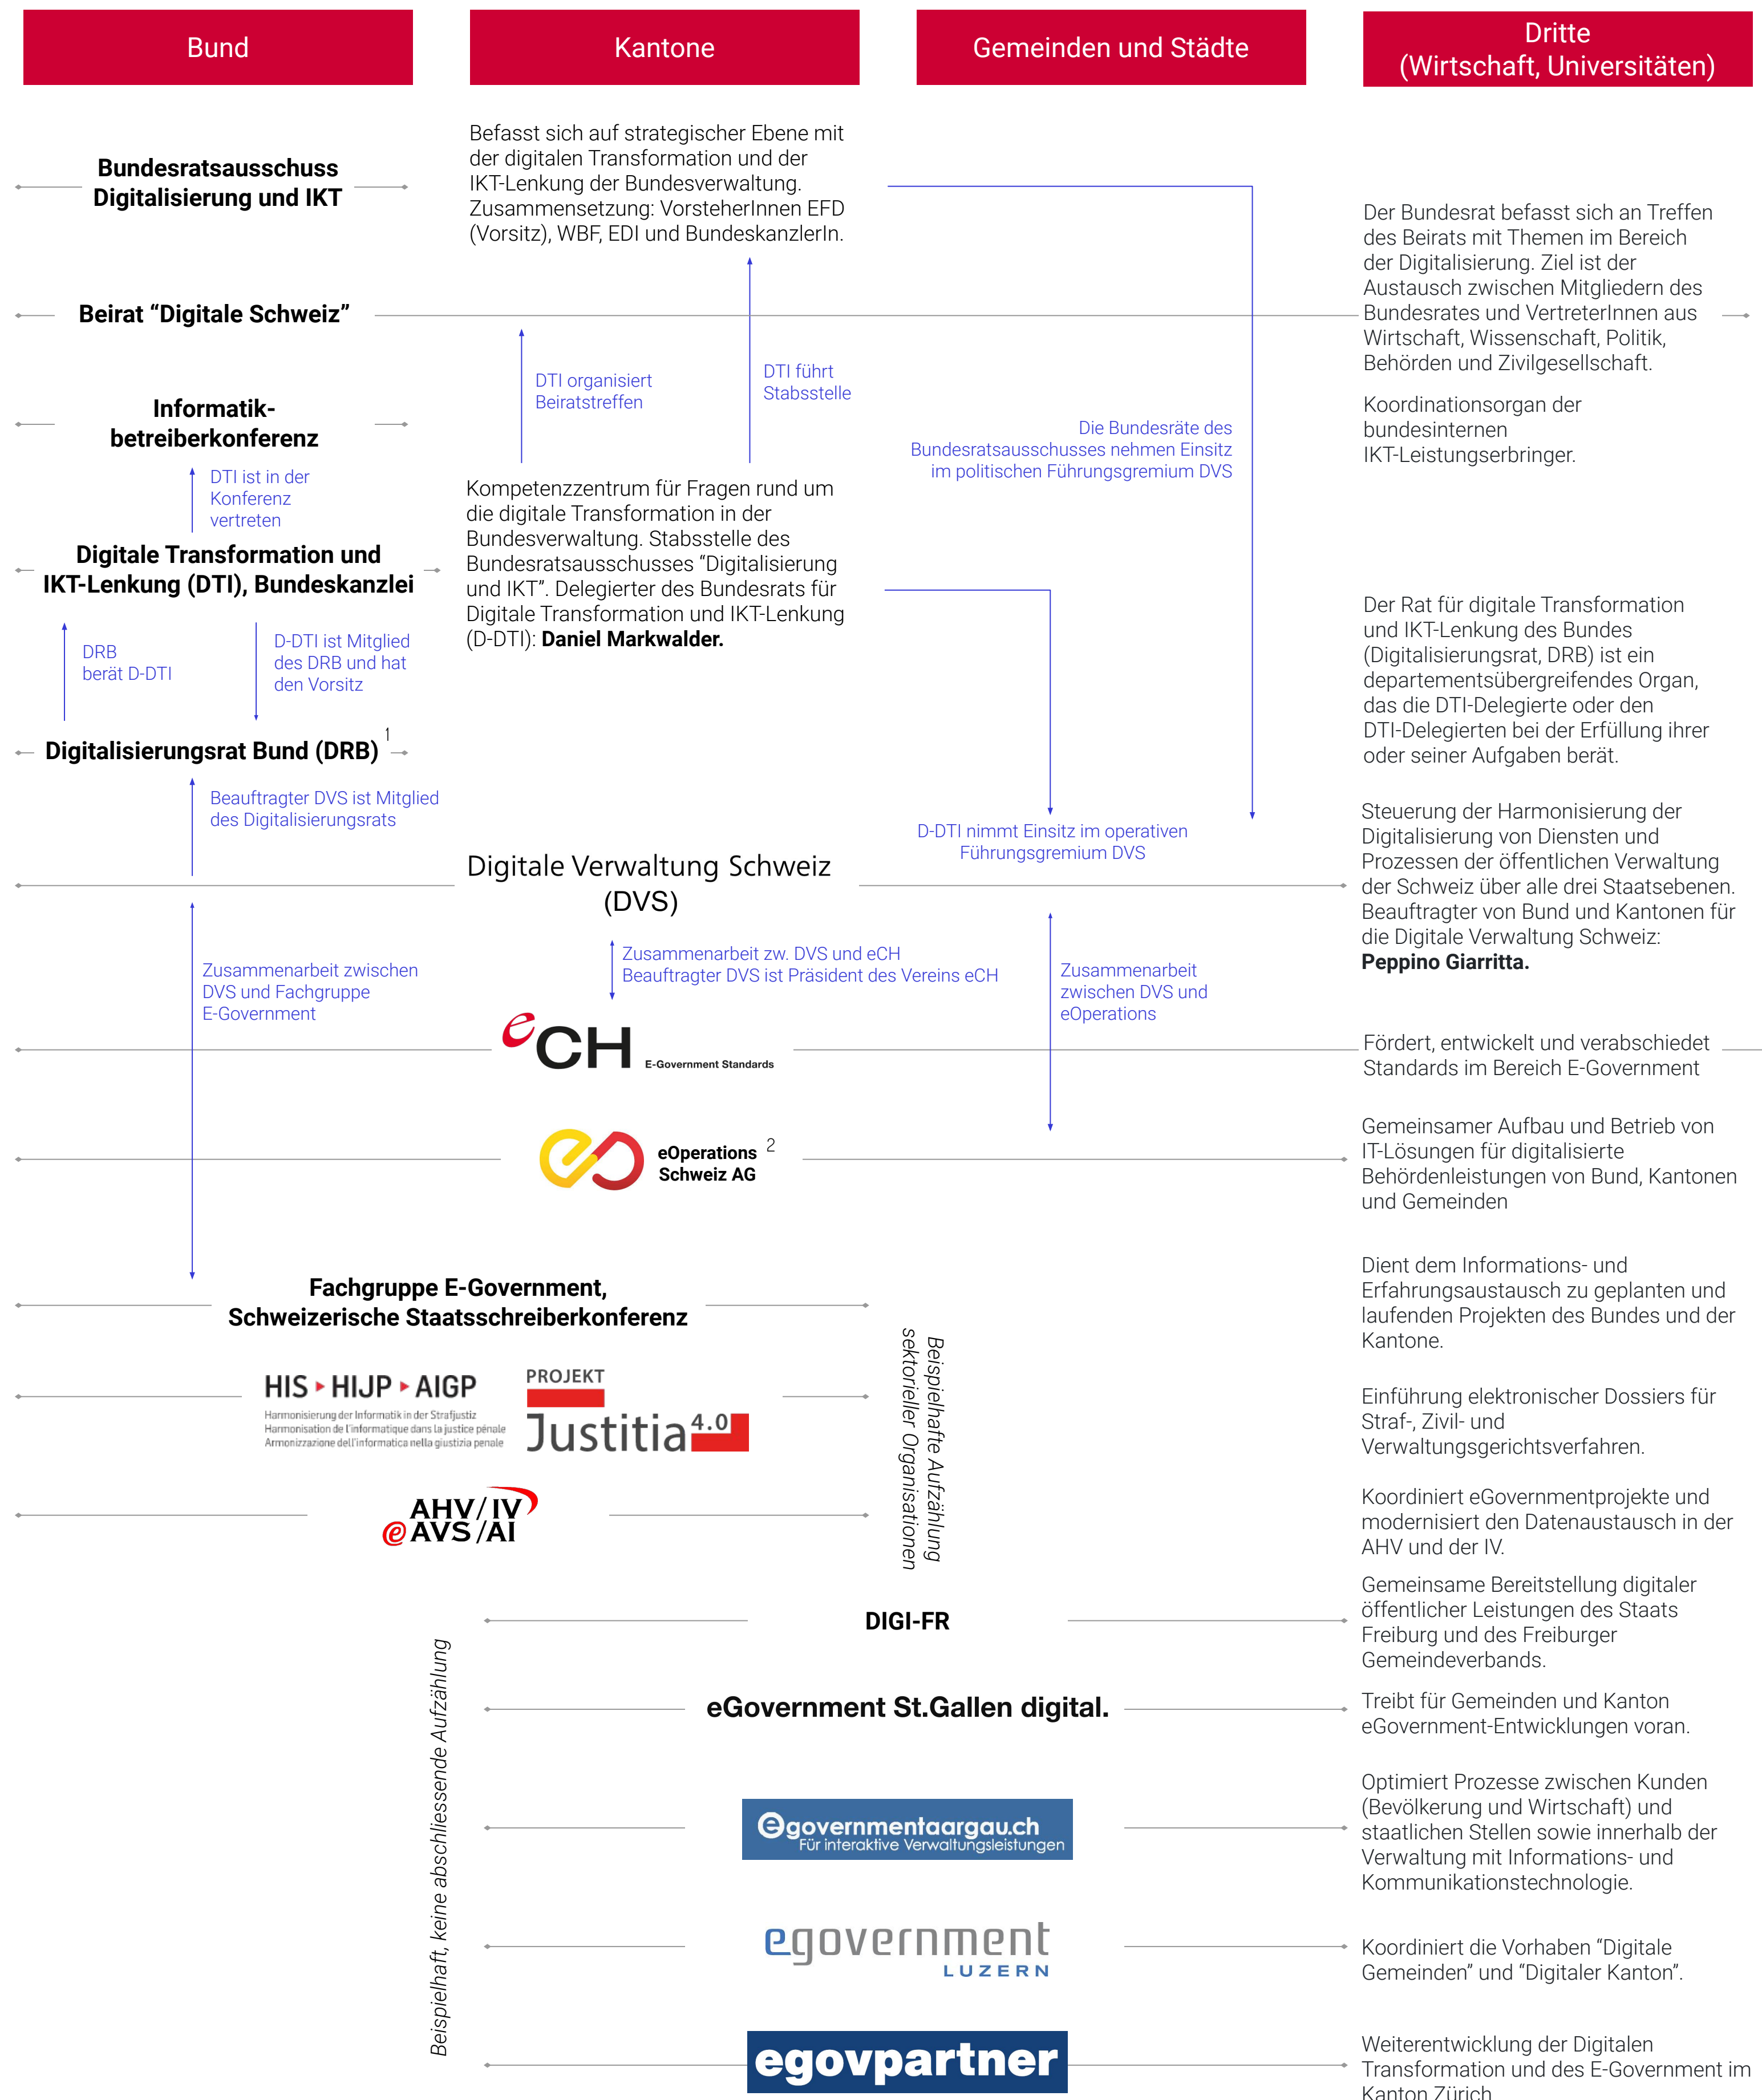 Bund
Kantone
Gemeinden und Städte
Dritte
(Wirtschaft, Universitäten)
Bundesratsausschuss
Digitalisierung und IKT
Befasst sich auf strategischer Ebene mit
der digitalen Transformation und der
IKT-Lenkung der Bundesverwaltung.
Zusammensetzung: VorsteherInnen EFD
(Vorsitz), WBF, EDI und BundeskanzlerIn.
Beirat “Digitale Schweiz”
Der Bundesrat befasst sich an Treffen
des Beirats mit Themen im Bereich
der Digitalisierung. Ziel ist der
Austausch zwischen Mitgliedern des
Bundesrates und VertreterInnen aus
Wirtschaft, Wissenschaft, Politik,
Behörden und Zivilgesellschaft.
DTI organisiert
Beiratstreffen
DTI führt
Stabsstelle
Die Bundesräte des
Bundesratsausschusses nehmen Einsitz
im politischen Führungsgremium DVS
Informatik-
betreiberkonferenz
Koordinationsorgan der
bundesinternen
IKT-Leistungserbringer.
DTI ist in der
Konferenz
vertreten
Digitale Transformation und
IKT-Lenkung (DTI), Bundeskanzlei
Kompetenzzentrum für Fragen rund um
die digitale Transformation in der
Bundesverwaltung. Stabsstelle des
Bundesratsausschusses “Digitalisierung
und IKT”. Delegierter des Bundesrats für
Digitale Transformation und IKT-Lenkung
(D-DTI): Daniel Markwalder.
DRB
berät D-DTI
D-DTI ist Mitglied
des DRB und hat
den Vorsitz
Digitalisierungsrat Bund (DRB) 1
Der Rat für digitale Transformation
und IKT-Lenkung des Bundes
(Digitalisierungsrat, DRB) ist ein
departementsübergreifendes Organ,
das die DTI-Delegierte oder den
DTI-Delegierten bei der Erfüllung ihrer
oder seiner Aufgaben berät.
Beauftragter DVS ist Mitglied
des Digitalisierungsrats
D-DTI nimmt Einsitz im operativen
Führungsgremium DVS
Digitale Verwaltung Schweiz
(DVS)
Steuerung der Harmonisierung der
Digitalisierung von Diensten und
Prozessen der öffentlichen Verwaltung
der Schweiz über alle drei Staatsebenen.
Beauftragter von Bund und Kantonen für
die Digitale Verwaltung Schweiz:
Peppino Giarritta.
Zusammenarbeit zwischen
DVS und Fachgruppe
E-Government
Zusammenarbeit zw. DVS und eCH
Beauftragter DVS ist Präsident des Vereins eCH
Zusammenarbeit
zwischen DVS und
eOperations
eCH E-Government Standards
Fördert, entwickelt und verabschiedet
Standards im Bereich E-Government
eOperations 2
Schweiz AG
Gemeinsamer Aufbau und Betrieb von
IT-Lösungen für digitalisierte
Behördenleistungen von Bund, Kantonen
und Gemeinden
Fachgruppe E-Government,
Schweizerische Staatsschreiberkonferenz
Dient dem Informations- und
Erfahrungsaustausch zu geplanten und
laufenden Projekten des Bundes und der
Kantone.
Beispielhafte Aufzählung
sektorieller Organisationen
HIS ▸ HIJP ▸ AIGP
Harmonisierung der Informatik in der Strafjustiz
Harmonisation de l'informatique dans la justice pénale
Armonizzazione dell'informatica nella giustizia penale
PROJEKT
Justitia 4.0
Einführung elektronischer Dossiers für
Straf-, Zivil- und
Verwaltungsgerichtsverfahren.
AHV/IV
@ AVS/AI
Koordiniert eGovernmentprojekte und
modernisiert den Datenaustausch in der
AHV und der IV.
Beispielhaft, keine abschliessende Aufzählung
DIGI-FR
Gemeinsame Bereitstellung digitaler
öffentlicher Leistungen des Staats
Freiburg und des Freiburger
Gemeindeverbands.
eGovernment St.Gallen digital.
Treibt für Gemeinden und Kanton
eGovernment-Entwicklungen voran.
egovernmentaargau.ch
Für interaktive Verwaltungsleistungen
Optimiert Prozesse zwischen Kunden
(Bevölkerung und Wirtschaft) und
staatlichen Stellen sowie innerhalb der
Verwaltung mit Informations- und
Kommunikationstechnologie.
egovernment
LUZERN
Koordiniert die Vorhaben “Digitale
Gemeinden” und “Digitaler Kanton”.
egovpartner
Weiterentwicklung der Digitalen
Transformation und des E-Government im
Kanton Zürich